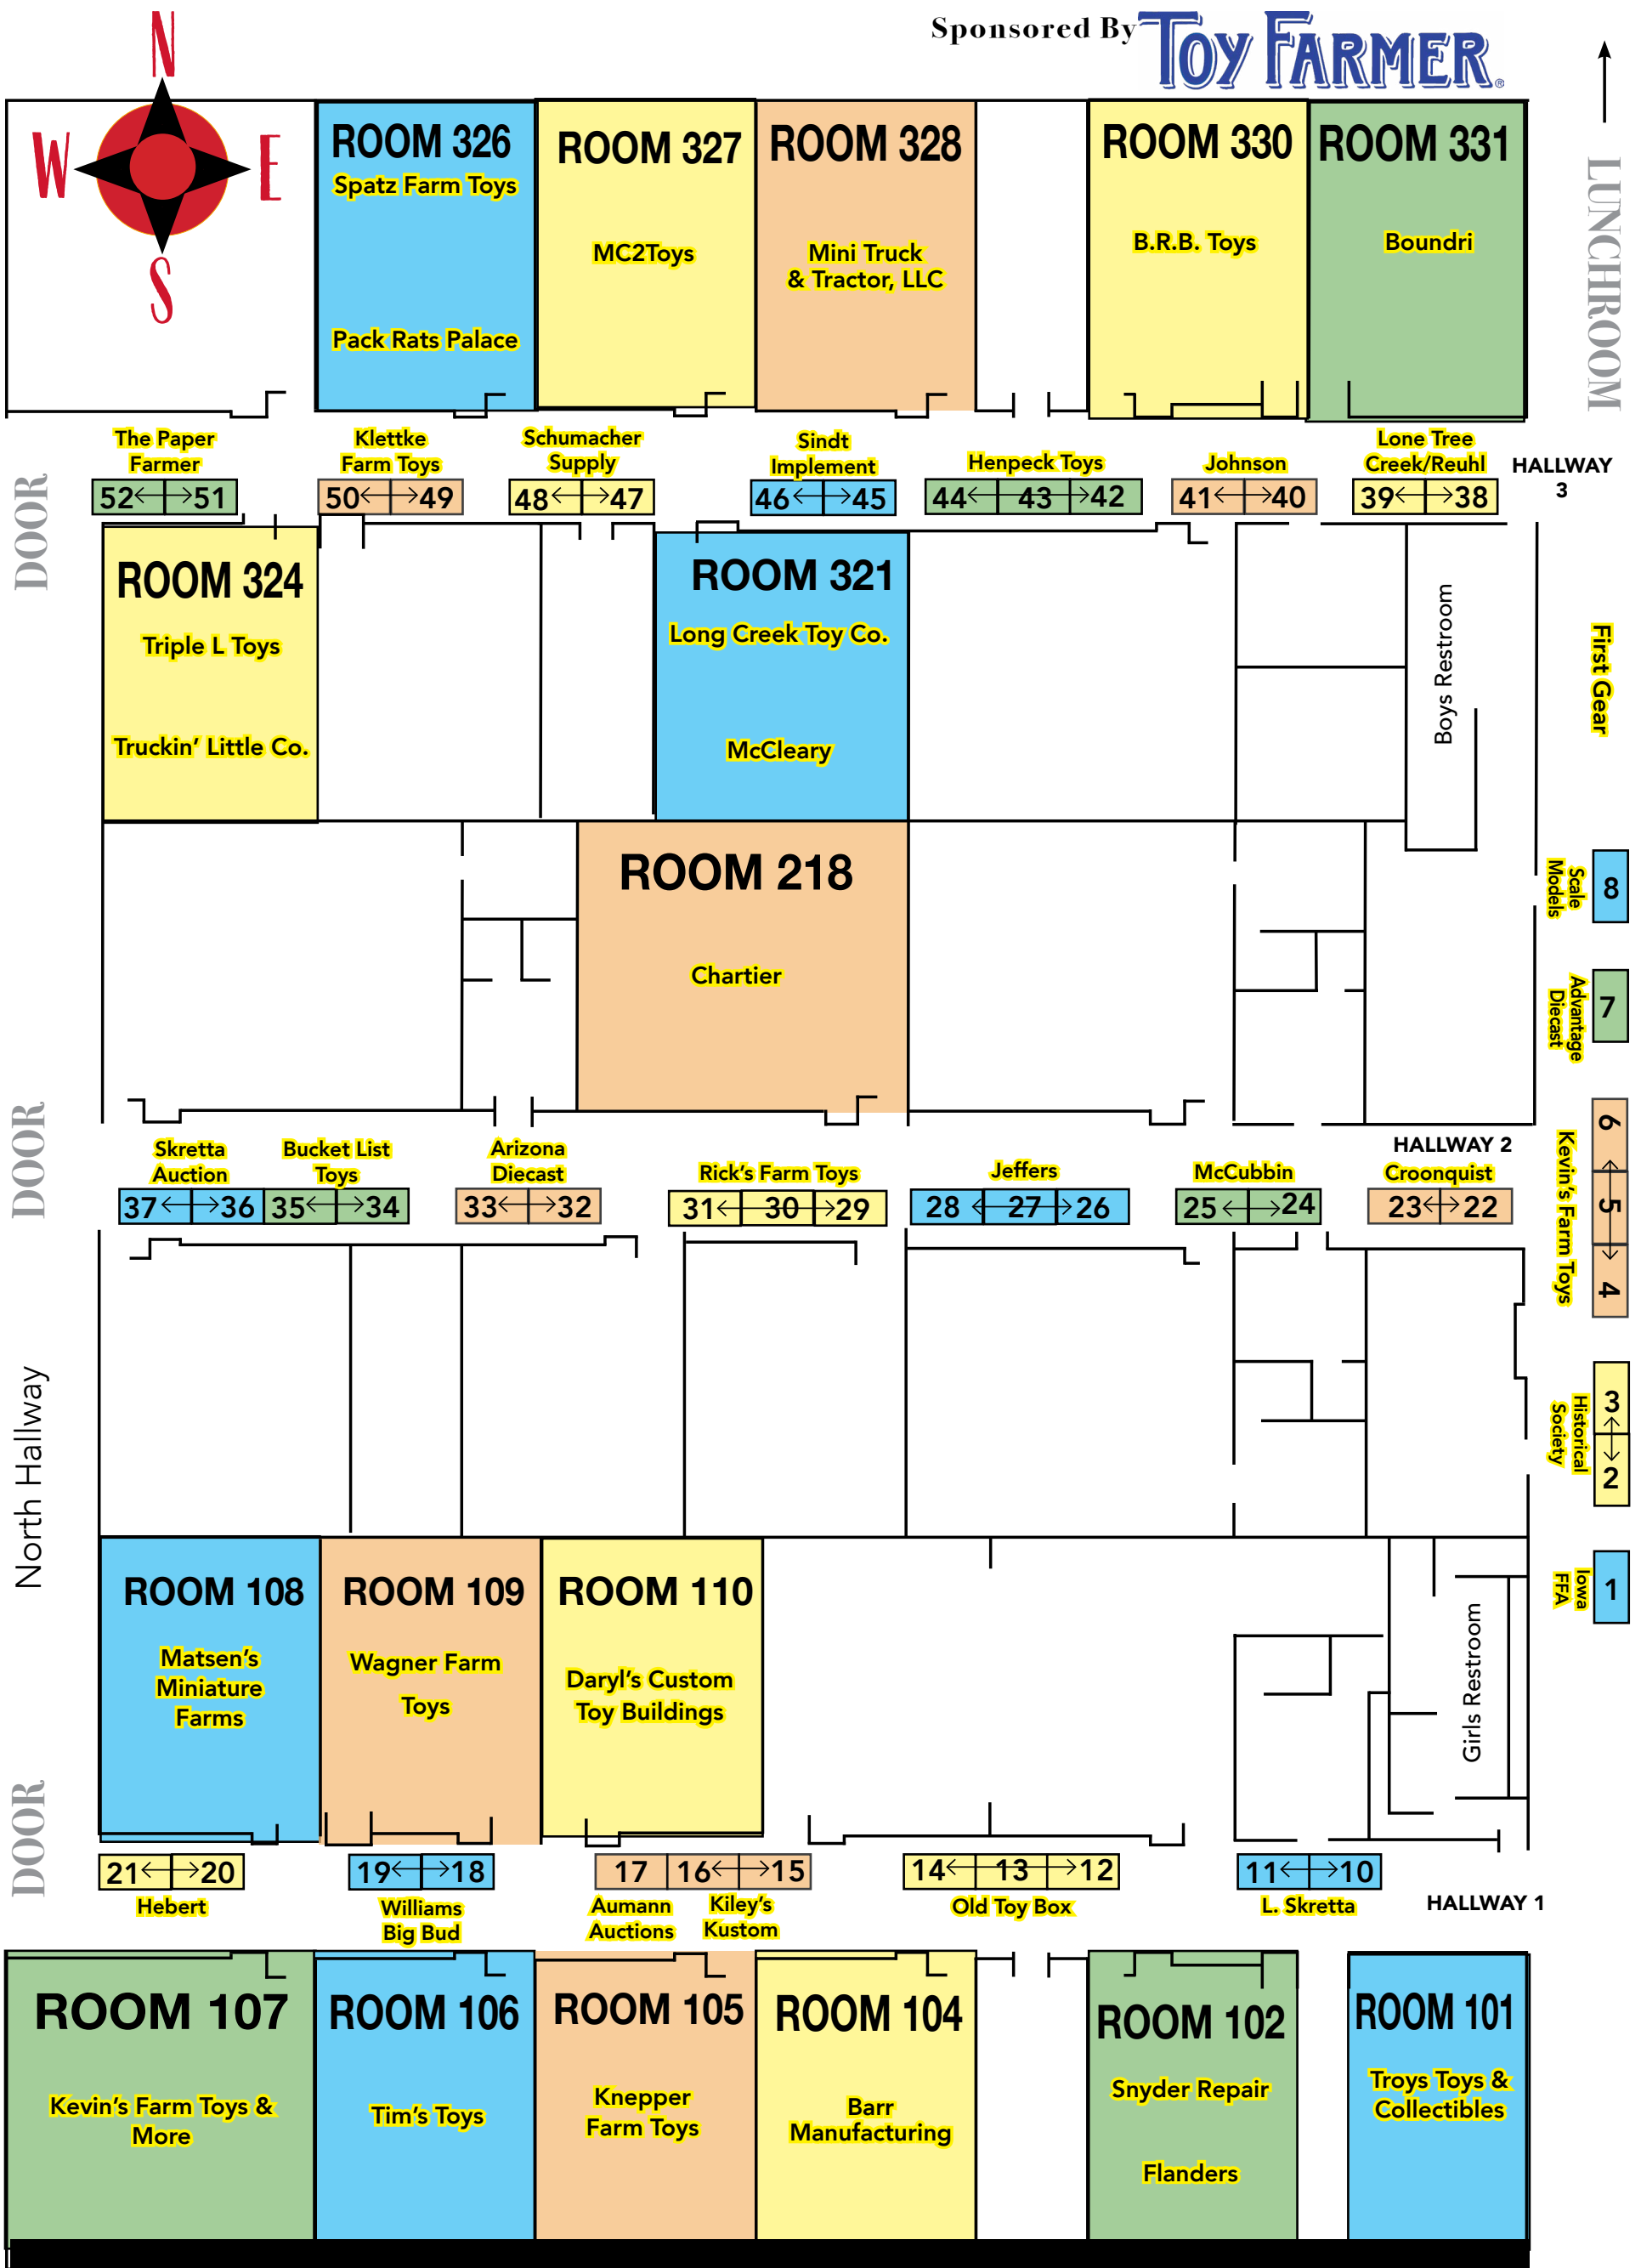 Sponsored By TOY FARMER®
N
W E
S
ROOM 326
Spatz Farm Toys
Pack Rats Palace
ROOM 327
MC2Toys
ROOM 328
Mini Truck
& Tractor, LLC
ROOM 330
B.R.B. Toys
ROOM 331
Boundri
LUNCHROOM
DOOR
The Paper
Farmer
52 51
Klettke
Farm Toys
50 49
Schumacher
Supply
48 47
Sindt
Implement
46 45
Henpeck Toys
44 43 42
Johnson
41 40
Lone Tree
Creek/Reuhl
39 38
HALLWAY
3
ROOM 324
Triple L Toys
Truckin' Little Co.
ROOM 321
Long Creek Toy Co.
McCleary
Boys Restroom
First Gear
ROOM 218
Chartier
Scale
Models
8
Advantage
Diecast
7
DOOR
Skretta
Auction
37 36
Bucket List
Toys
35 34
Arizona
Diecast
33 32
Rick's Farm Toys
31 30 29
Jeffers
28 27 26
McCubbin
25 24
HALLWAY 2
Croonquist
23 22
Kevin's Farm Toys
6 5 4
North Hallway
Historical
Society
3 2
Iowa
FFA
1
ROOM 108
Matsen's
Miniature
Farms
ROOM 109
Wagner Farm
Toys
ROOM 110
Daryl's Custom
Toy Buildings
Girls Restroom
DOOR
21 20
Hebert
19 18
Williams
Big Bud
17 16 15
Aumann
Auctions
Kiley's
Kustom
14 13 12
Old Toy Box
11 10
L. Skretta
HALLWAY 1
ROOM 107
Kevin's Farm Toys &
More
ROOM 106
Tim's Toys
ROOM 105
Knepper
Farm Toys
ROOM 104
Barr
Manufacturing
ROOM 102
Snyder Repair
Flanders
ROOM 101
Troys Toys &
Collectibles